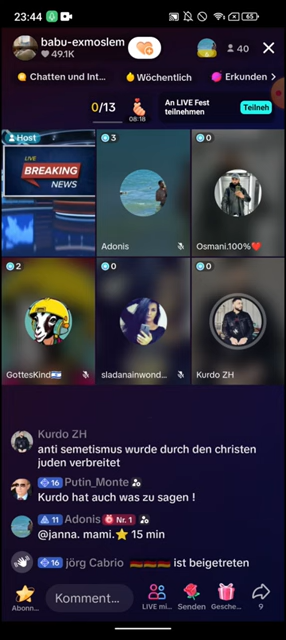 23:44
65
babu-exmoslem
49.1K
40
Chatten und Int...
Wöchentlich
Erkunden
0/13
08:18
An LIVE Fest
teilnehmen
Teilneh
Host
LIVE
BREAKING
NEWS
3
Adonis
0
Osmani.100%❤️
2
GottesKind🇮🇱
0
sladanainwond...
0
Kurdo ZH
Kurdo ZH
anti semetismus wurde durch den christen
juden verbreitet
16 Putin_Monte
Kurdo hat auch was zu sagen !
11 Adonis Nr. 1
@janna. mami.⭐ 15 min
16 jörg Cabrio 🇩🇪🇩🇪🇩🇪 ist beigetreten
Abonn...
Kommentar...
LIVE mi...
Senden
Gesche...
9